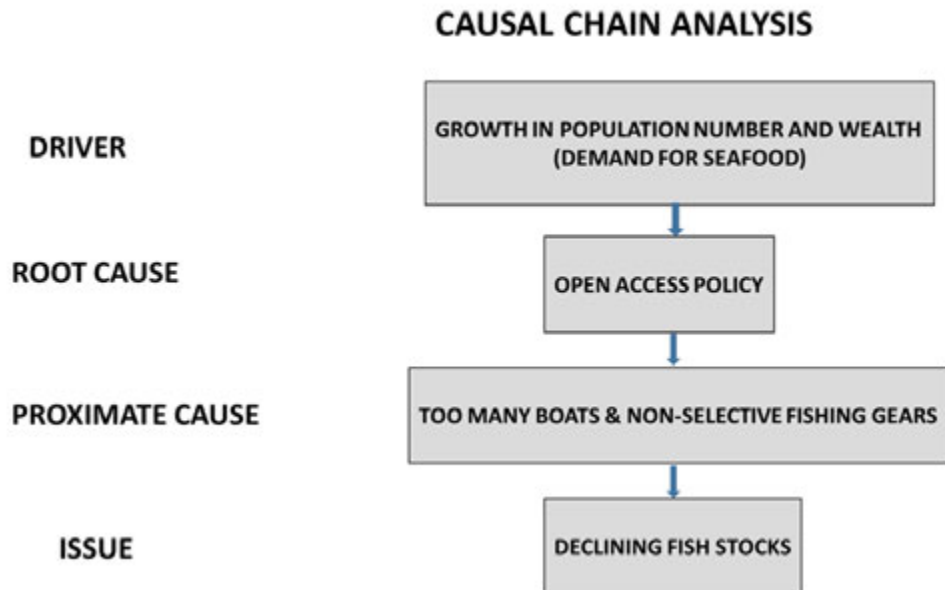 CAUSAL CHAIN ANALYSIS
DRIVER
GROWTH IN POPULATION NUMBER AND WEALTH
(DEMAND FOR SEAFOOD)
ROOT CAUSE
OPEN ACCESS POLICY
PROXIMATE CAUSE
TOO MANY BOATS & NON-SELECTIVE FISHING GEARS
ISSUE
DECLINING FISH STOCKS